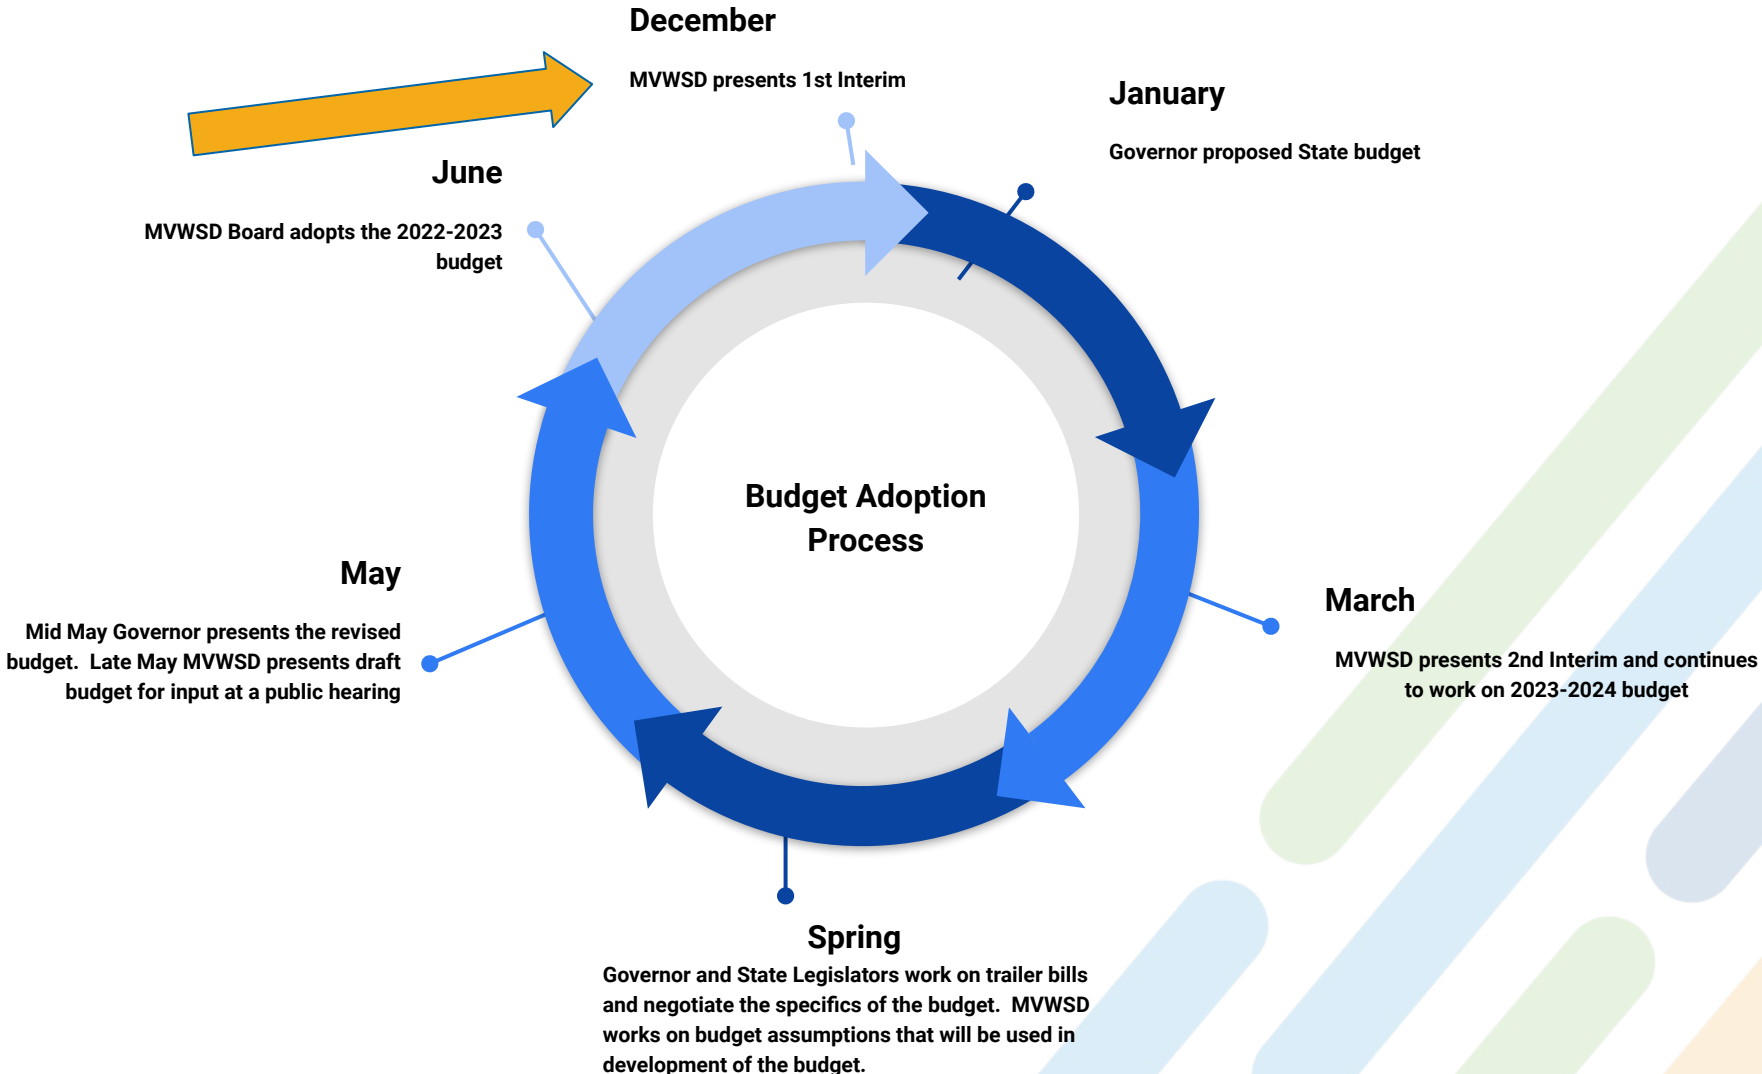 December
MVWSD presents 1st Interim
January
Governor proposed State budget
March
MVWSD presents 2nd Interim and continues
to work on 2023-2024 budget
Spring
Governor and State Legislators work on trailer bills
and negotiate the specifics of the budget.  MVWSD
works on budget assumptions that will be used in
development of the budget.
May
Mid May Governor presents the revised
budget.  Late May MVWSD presents draft
budget for input at a public hearing
June
MVWSD Board adopts the 2022-2023
budget
Budget Adoption
Process